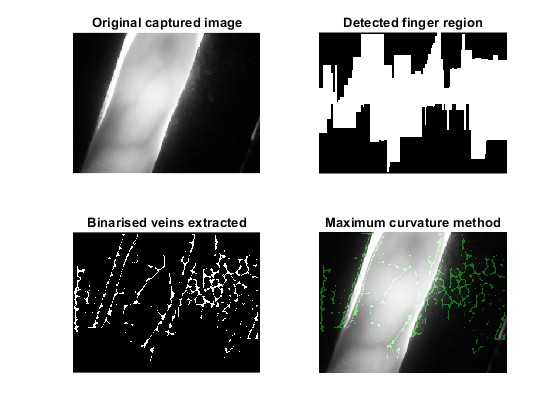 Original captured image
Detected finger region
Binarised veins extracted
Maximum curvature method